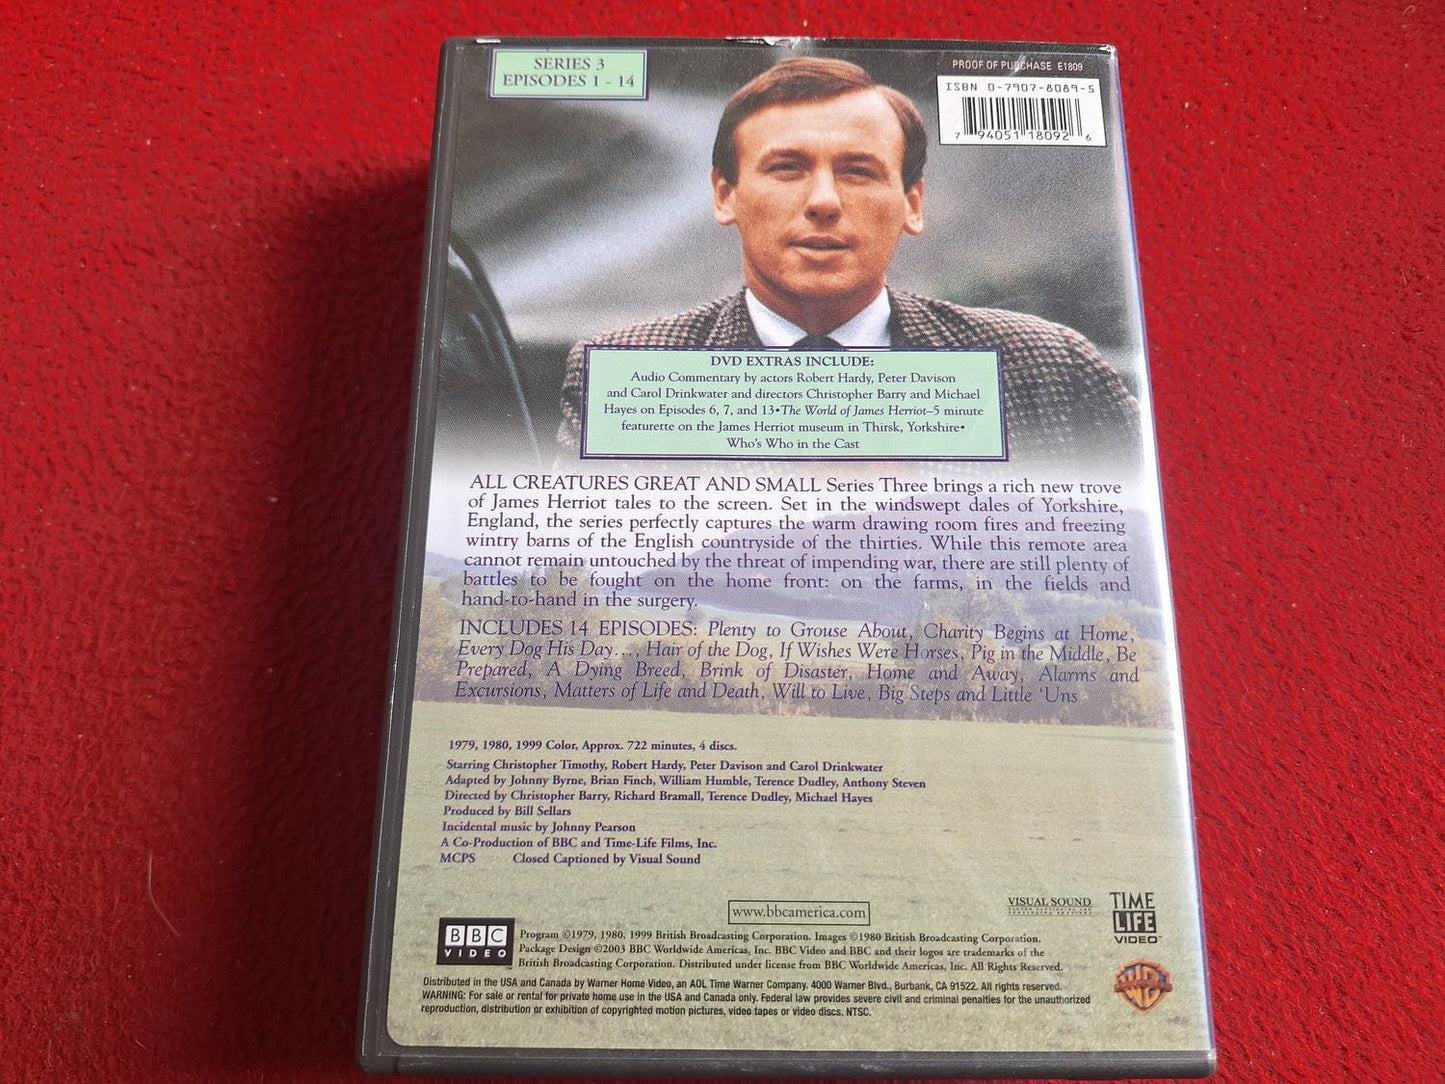 SERIES 3
EPISODES 1 - 14
PROOF OF PURCHASE E1809
ISBN 0-7907-8089-5
7 94051 18092 6
DVD EXTRAS INCLUDE:
Audio Commentary by actors Robert Hardy, Peter Davison
and Carol Drinkwater and directors Christopher Barry and Michael
Hayes on Episodes 6, 7, and 13•The World of James Herriot–5 minute
featurette on the James Herriot museum in Thirsk, Yorkshire•
Who's Who in the Cast
ALL CREATURES GREAT AND SMALL Series Three brings a rich new trove
of James Herriot tales to the screen. Set in the windswept dales of Yorkshire,
England, the series perfectly captures the warm drawing room fires and freezing
wintry barns of the English countryside of the thirties. While this remote area
cannot remain untouched by the threat of impending war, there are still plenty of
battles to be fought on the home front: on the farms, in the fields and
hand-to-hand in the surgery.
INCLUDES 14 EPISODES: Plenty to Grouse About, Charity Begins at Home,
Every Dog His Day..., Hair of the Dog, If Wishes Were Horses, Pig in the Middle, Be
Prepared, A Dying Breed, Brink of Disaster, Home and Away, Alarms and
Excursions, Matters of Life and Death, Will to Live, Big Steps and Little 'Uns
1979, 1980, 1999 Color, Approx. 722 minutes, 4 discs.
Starring Christopher Timothy, Robert Hardy, Peter Davison and Carol Drinkwater
Adapted by Johnny Byrne, Brian Finch, William Humble, Terence Dudley, Anthony Steven
Directed by Christopher Barry, Richard Bramall, Terence Dudley, Michael Hayes
Produced by Bill Sellars
Incidental music by Johnny Pearson
A Co-Production of BBC and Time-Life Films, Inc.
MCPS Closed Captioned by Visual Sound
www.bbcamerica.com
VISUAL SOUND
TIME
LIFE
VIDEO
BBC
VIDEO
Program ©1979, 1980, 1999 British Broadcasting Corporation. Images ©1980 British Broadcasting Corporation.
Package Design ©2003 BBC Worldwide Americas, Inc. BBC Video and BBC and their logos are trademarks of the
British Broadcasting Corporation. Distributed under license from BBC Worldwide Americas, Inc. All Rights Reserved.
WB
Distributed in the USA and Canada by Warner Home Video, an AOL Time Warner Company. 4000 Warner Blvd., Burbank, CA 91522. All rights reserved.
WARNING: For sale or rental for private home use in the USA and Canada only. Federal law provides severe civil and criminal penalties for the unauthorized
reproduction, distribution or exhibition of copyrighted motion pictures, video tapes or video discs. NTSC.